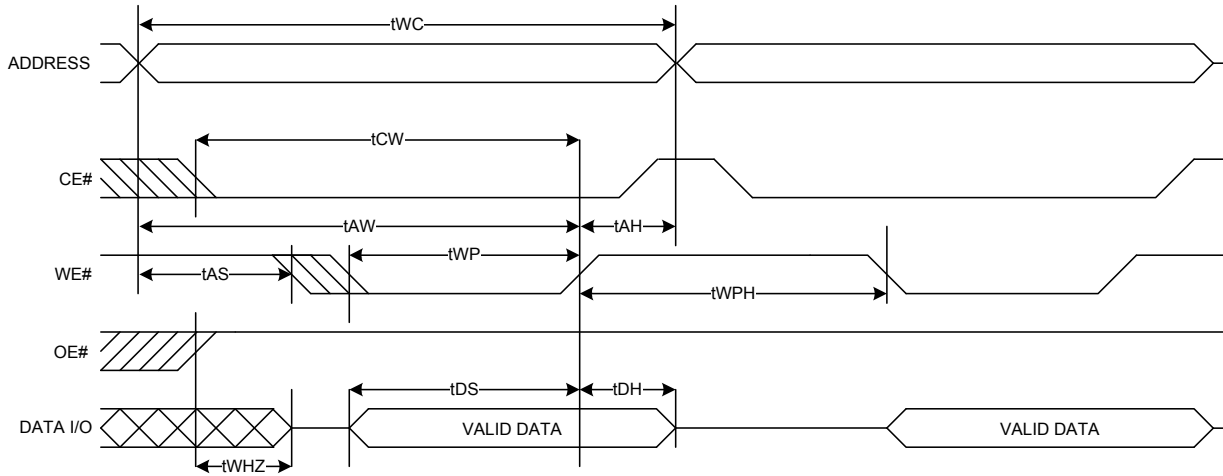 tWC
ADDRESS
tCW
CE#
tAW
tAH
tWP
WE#
tAS
tWPH
OE#
tDS
tDH
DATA I/O
VALID DATA
VALID DATA
tWHZ